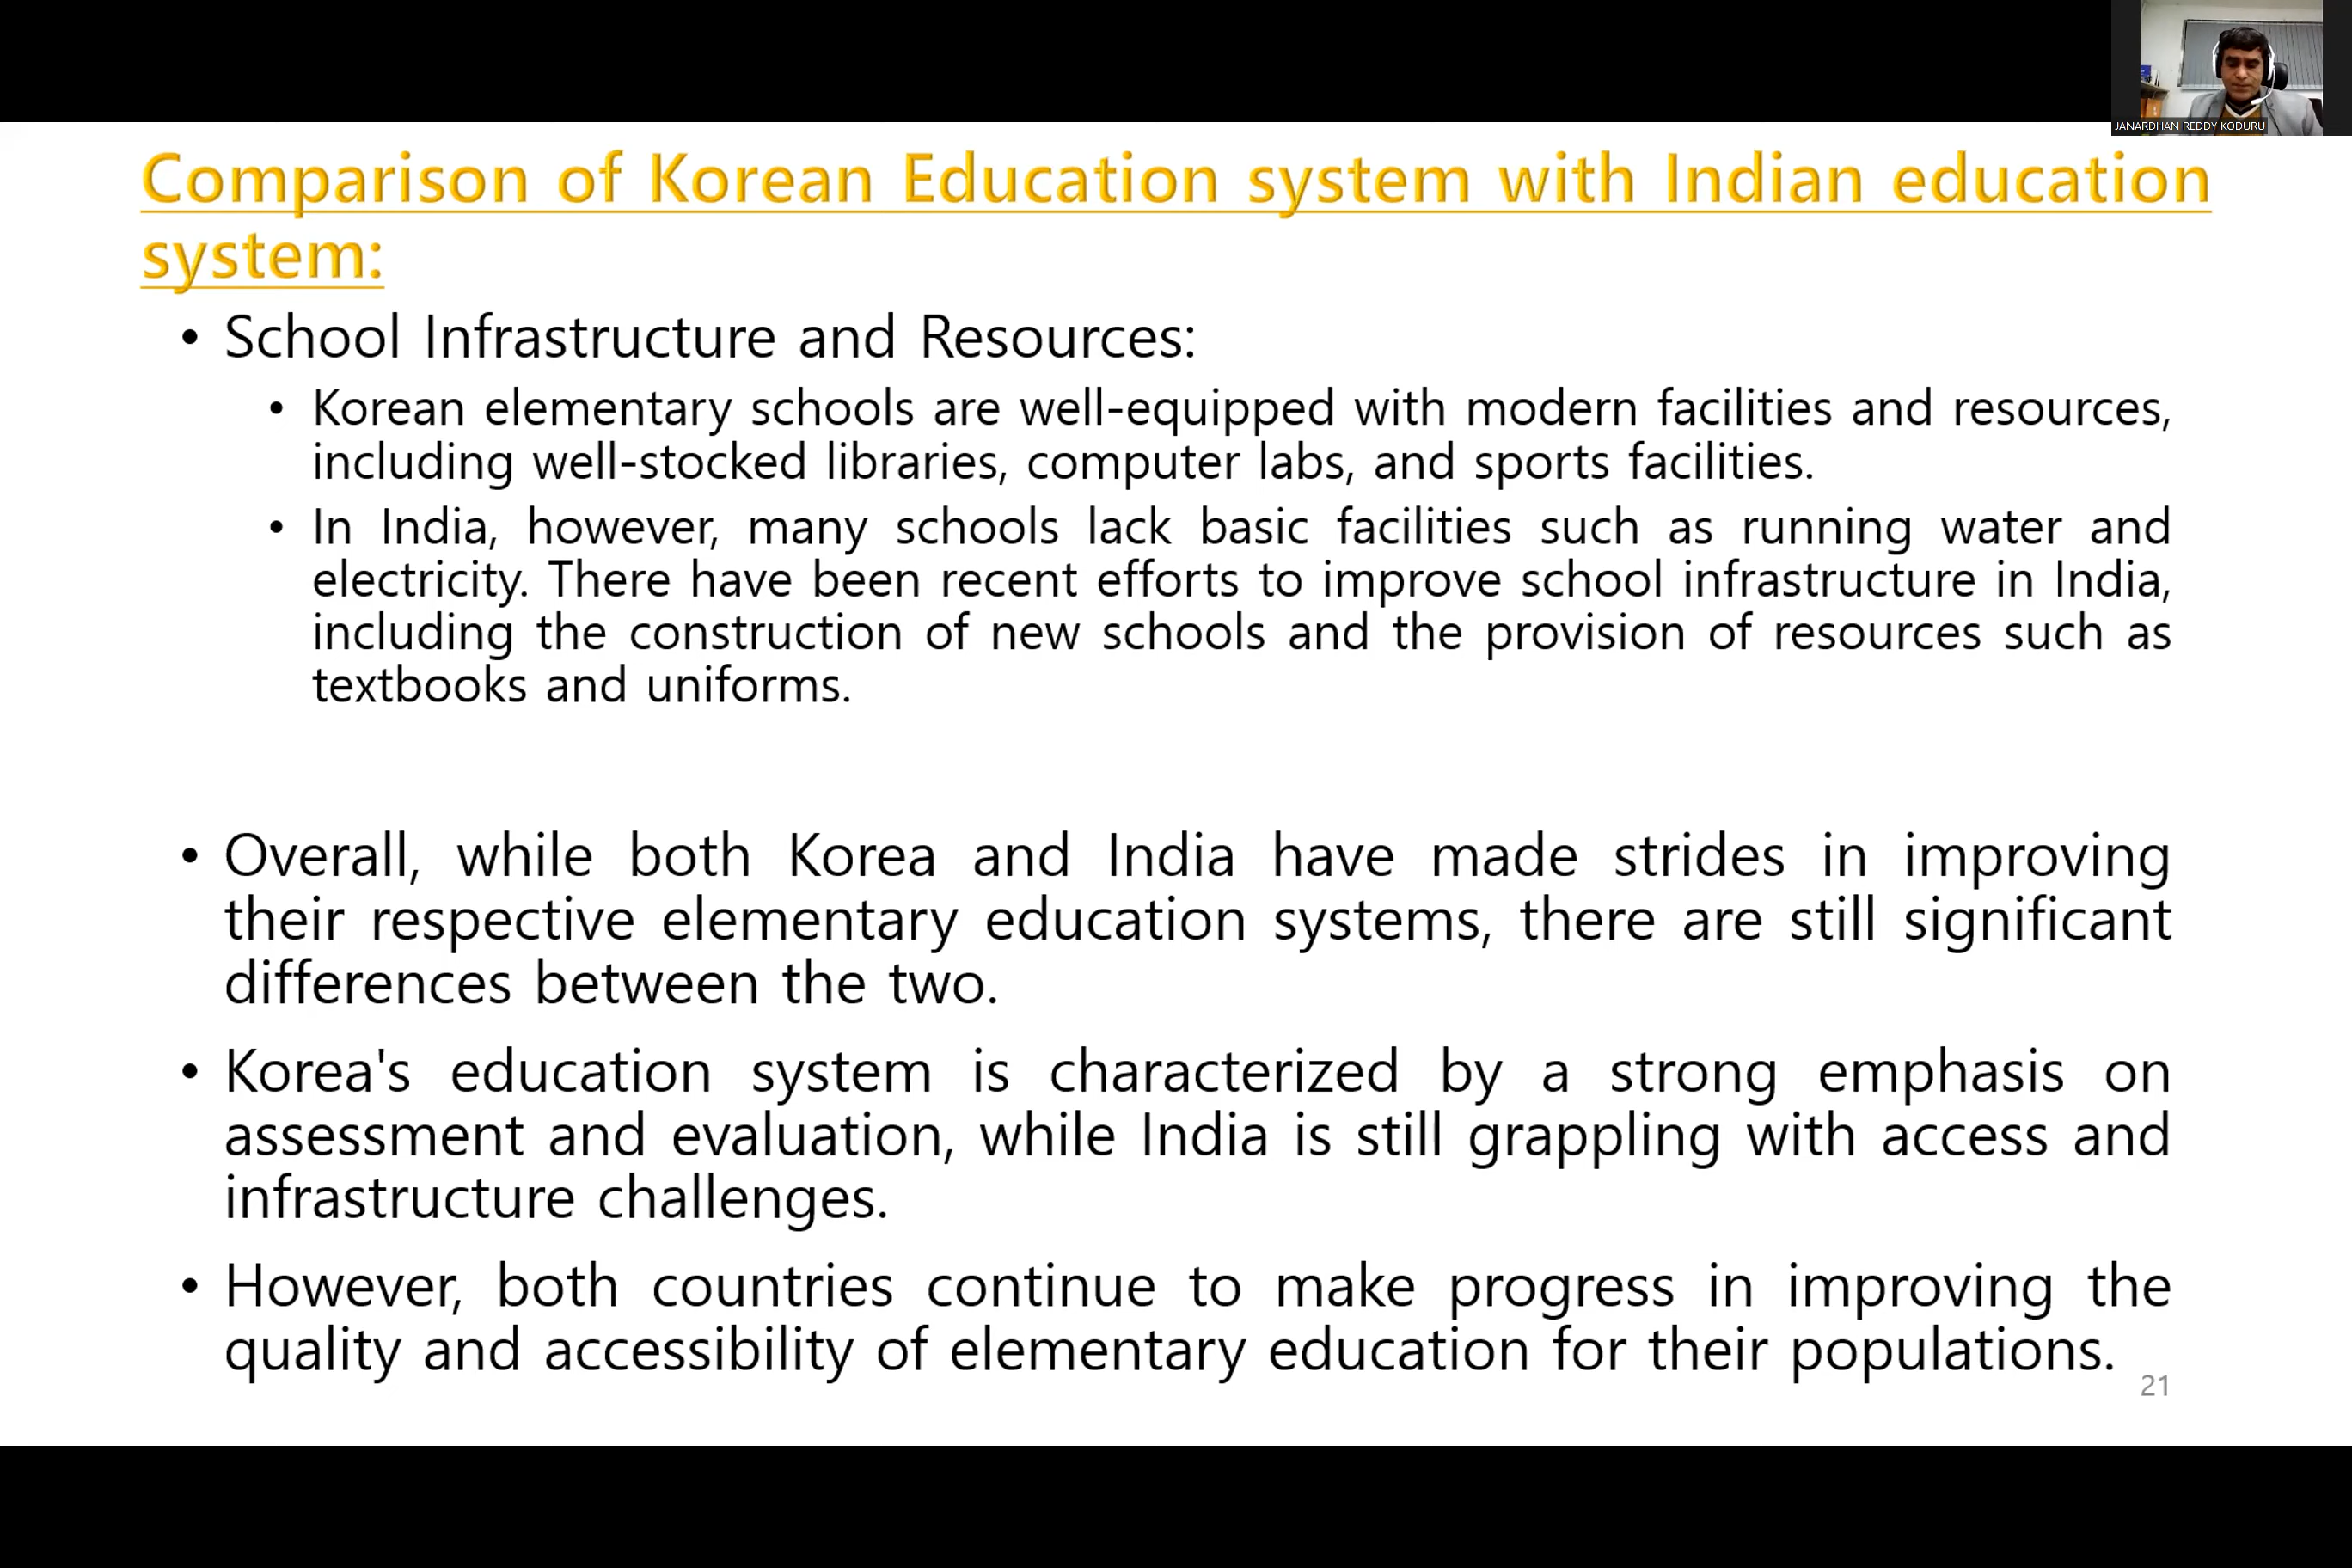 JANARDHAN REDDY KODURU
Comparison of Korean Education system with Indian education
system:
• School Infrastructure and Resources:
• Korean elementary schools are well-equipped with modern facilities and resources,
including well-stocked libraries, computer labs, and sports facilities.
• In India, however, many schools lack basic facilities such as running water and
electricity. There have been recent efforts to improve school infrastructure in India,
including the construction of new schools and the provision of resources such as
textbooks and uniforms.
• Overall, while both Korea and India have made strides in improving
their respective elementary education systems, there are still significant
differences between the two.
• Korea's education system is characterized by a strong emphasis on
assessment and evaluation, while India is still grappling with access and
infrastructure challenges.
• However, both countries continue to make progress in improving the
quality and accessibility of elementary education for their populations.
21